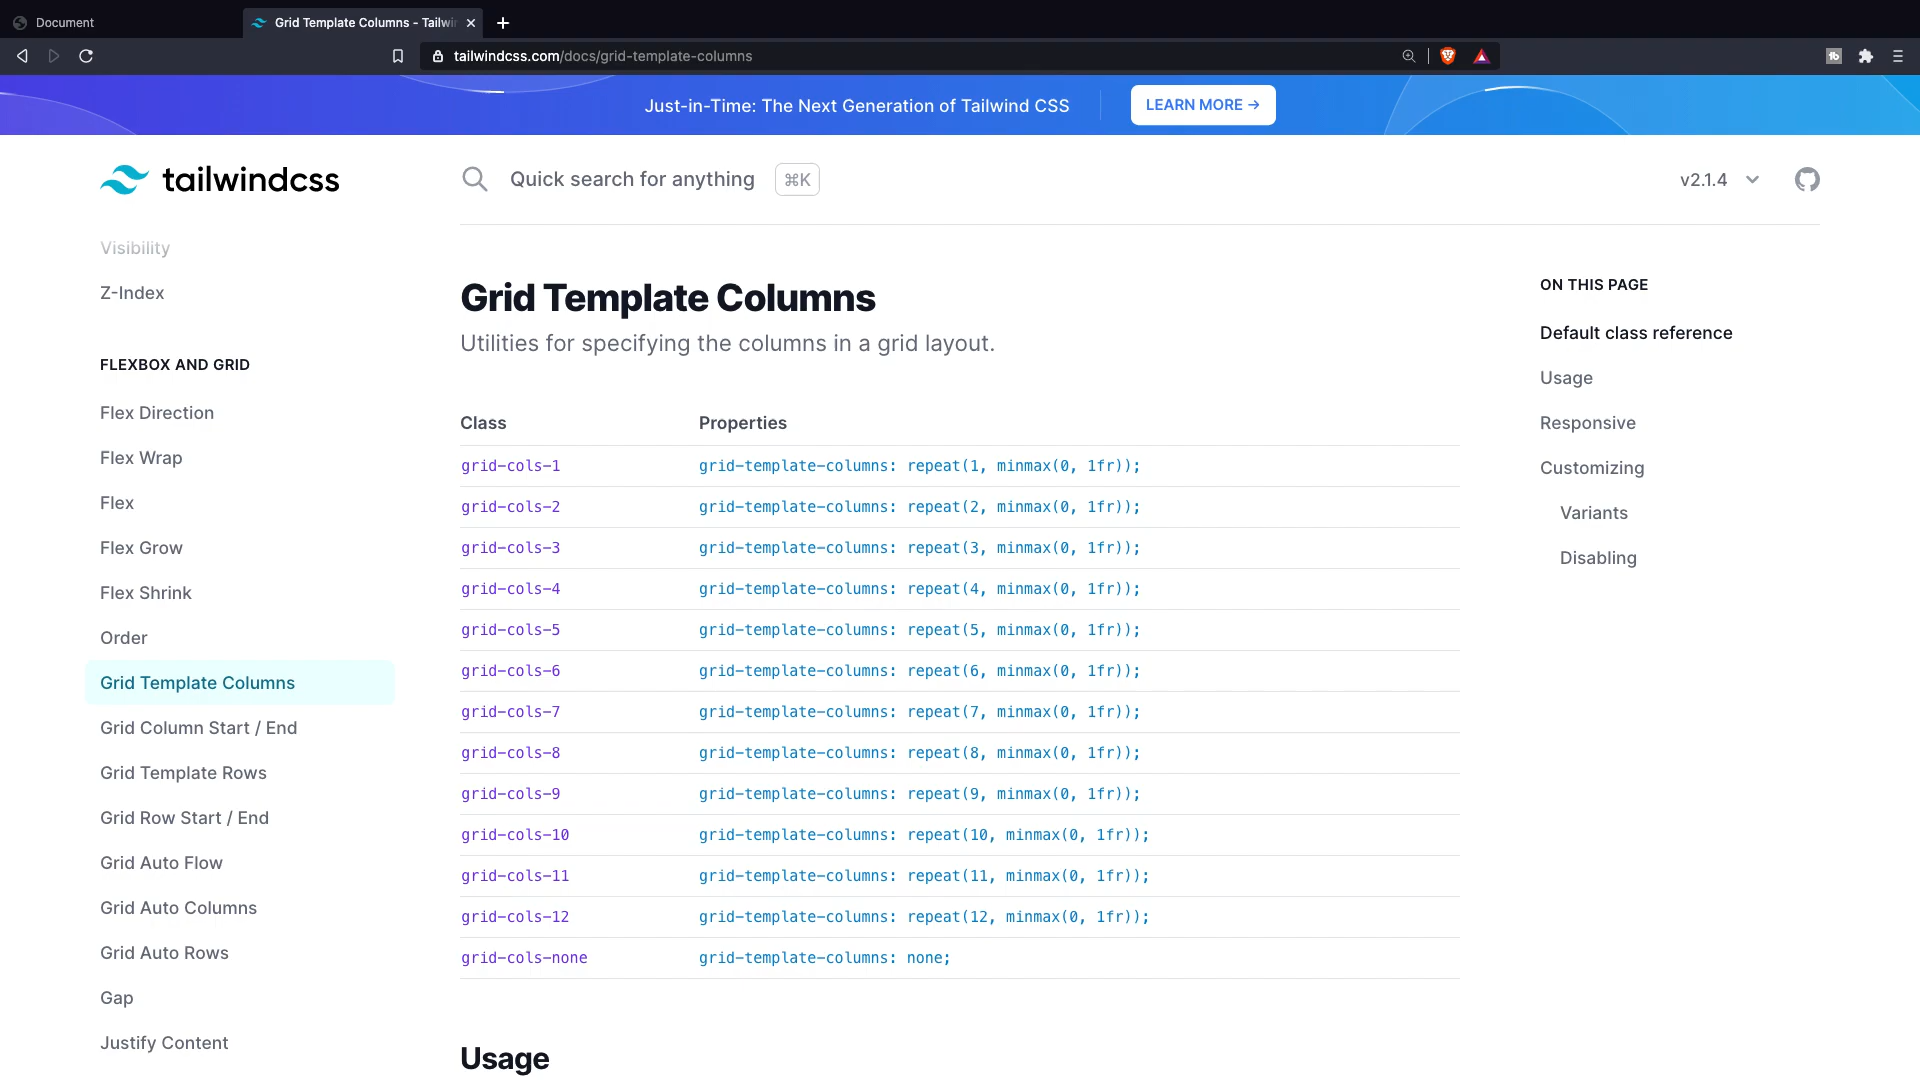 Document
Grid Template Columns - Tailwin
tailwindcss.com/docs/grid-template-columns
Just-in-Time: The Next Generation of Tailwind CSS
LEARN MORE →
tailwindcss
Quick search for anything
⌘K
v2.1.4
Visibility
Z-Index
FLEXBOX AND GRID
Flex Direction
Flex Wrap
Flex
Flex Grow
Flex Shrink
Order
Grid Template Columns
Grid Column Start / End
Grid Template Rows
Grid Row Start / End
Grid Auto Flow
Grid Auto Columns
Grid Auto Rows
Gap
Justify Content
Grid Template Columns
Utilities for specifying the columns in a grid layout.
Class Properties
grid-cols-1 grid-template-columns: repeat(1, minmax(0, 1fr));
grid-cols-2 grid-template-columns: repeat(2, minmax(0, 1fr));
grid-cols-3 grid-template-columns: repeat(3, minmax(0, 1fr));
grid-cols-4 grid-template-columns: repeat(4, minmax(0, 1fr));
grid-cols-5 grid-template-columns: repeat(5, minmax(0, 1fr));
grid-cols-6 grid-template-columns: repeat(6, minmax(0, 1fr));
grid-cols-7 grid-template-columns: repeat(7, minmax(0, 1fr));
grid-cols-8 grid-template-columns: repeat(8, minmax(0, 1fr));
grid-cols-9 grid-template-columns: repeat(9, minmax(0, 1fr));
grid-cols-10 grid-template-columns: repeat(10, minmax(0, 1fr));
grid-cols-11 grid-template-columns: repeat(11, minmax(0, 1fr));
grid-cols-12 grid-template-columns: repeat(12, minmax(0, 1fr));
grid-cols-none grid-template-columns: none;
Usage
ON THIS PAGE
Default class reference
Usage
Responsive
Customizing
Variants
Disabling